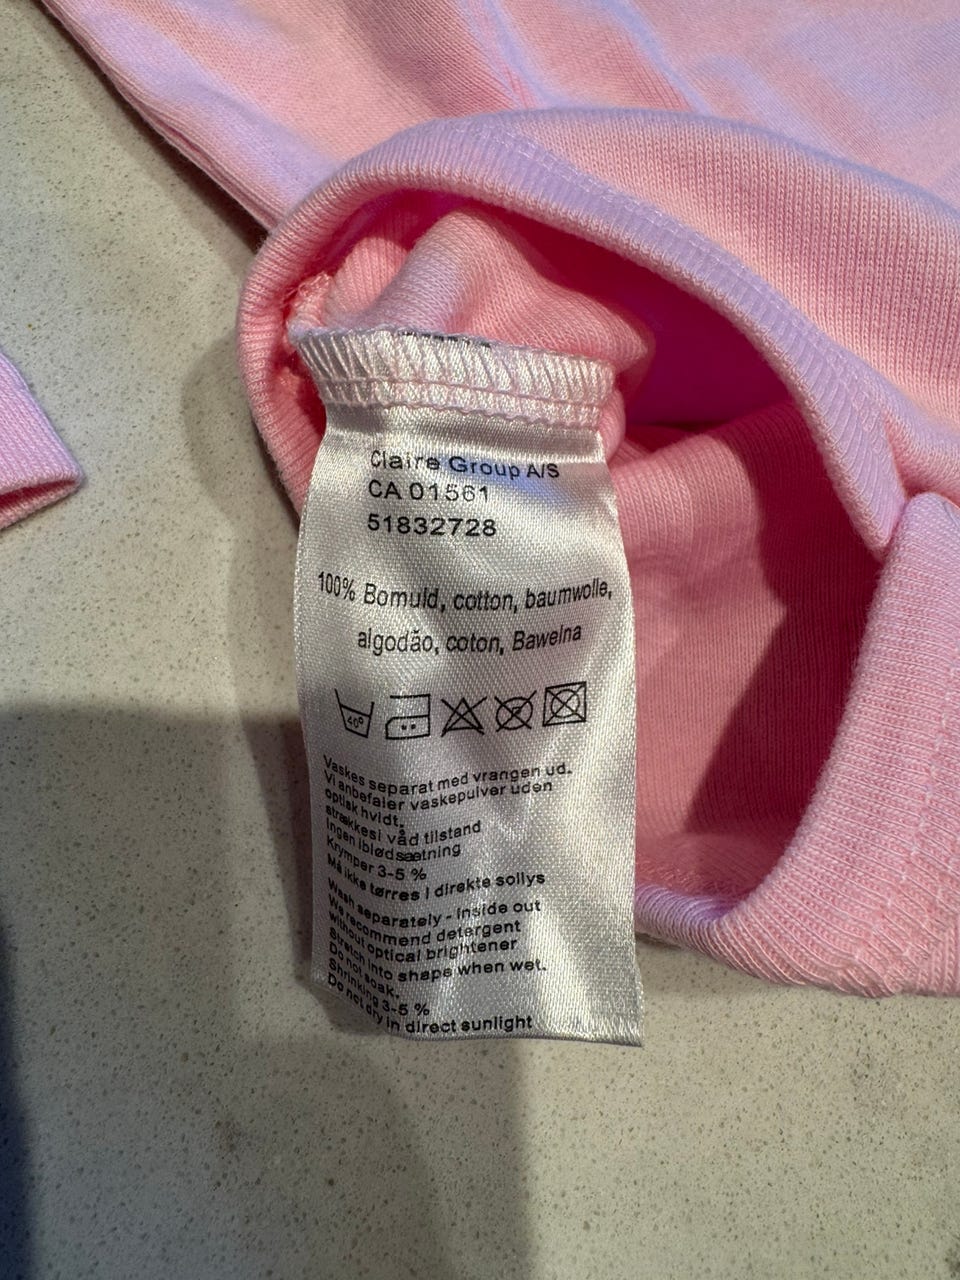 Claire Group A/S
CA 01561
51832728
100% Bomuld, cotton, baumwolle,
algodão, coton, Bawelna
40°
Vaskes separat med vrangen ud.
Vi anbefaler vaskepulver uden
optisk hvidt.
strækkes i våd tilstand
Ingen iblødsætning
Krymper 3-5 %
Må ikke tørres i direkte sollys
Wash separately - inside out
We recommend detergent
without optical brightener
Stretch into shape when wet.
Do not soak.
Shrinking 3-5 %
Do not dry in direct sunlight